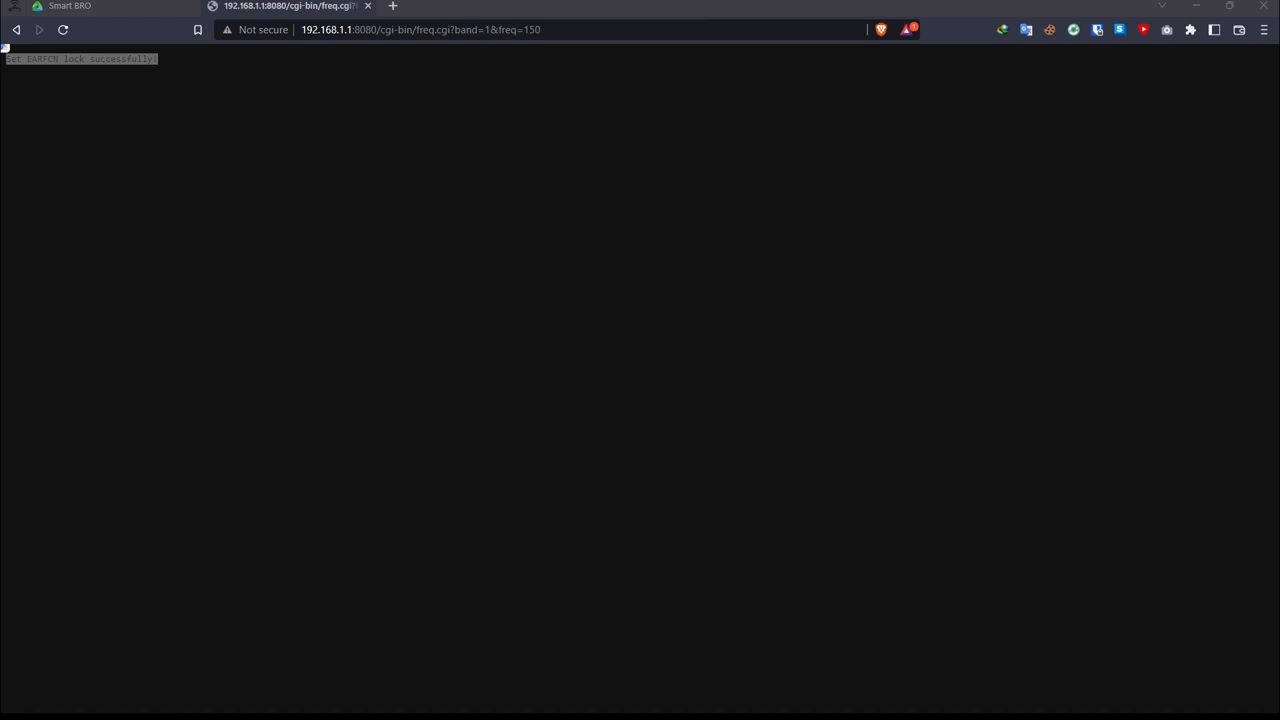 Smart BRO
192.168.1.1:8080/cgi-bin/freq.cgi?
Not secure
192.168.1.1:8080/cgi-bin/freq.cgi?band=1&freq=150
1
Set EARFCN lock successfully!